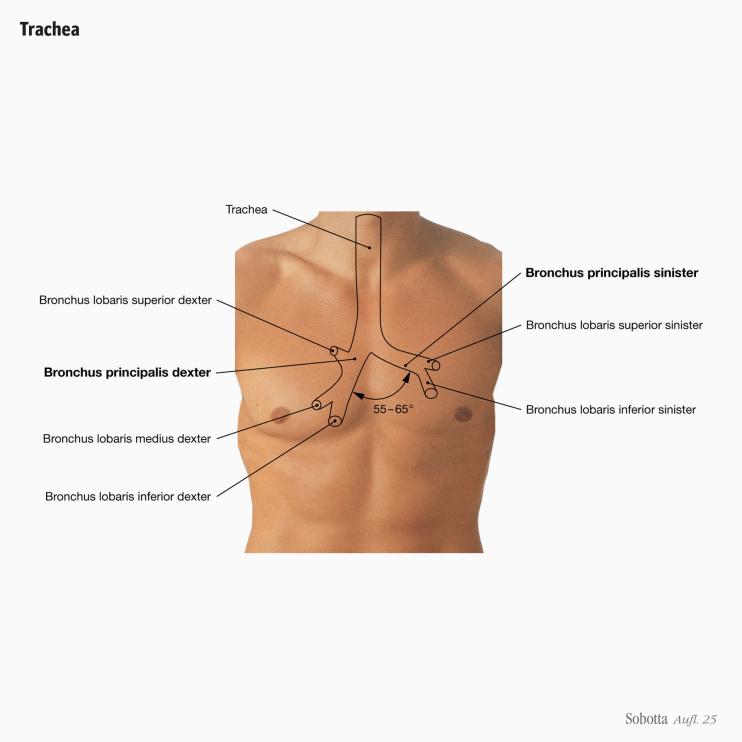 Trachea
Trachea
Bronchus principalis sinister
Bronchus lobaris superior dexter
Bronchus lobaris superior sinister
Bronchus principalis dexter
55–65°
Bronchus lobaris inferior sinister
Bronchus lobaris medius dexter
Bronchus lobaris inferior dexter
Sobotta Aufl. 25